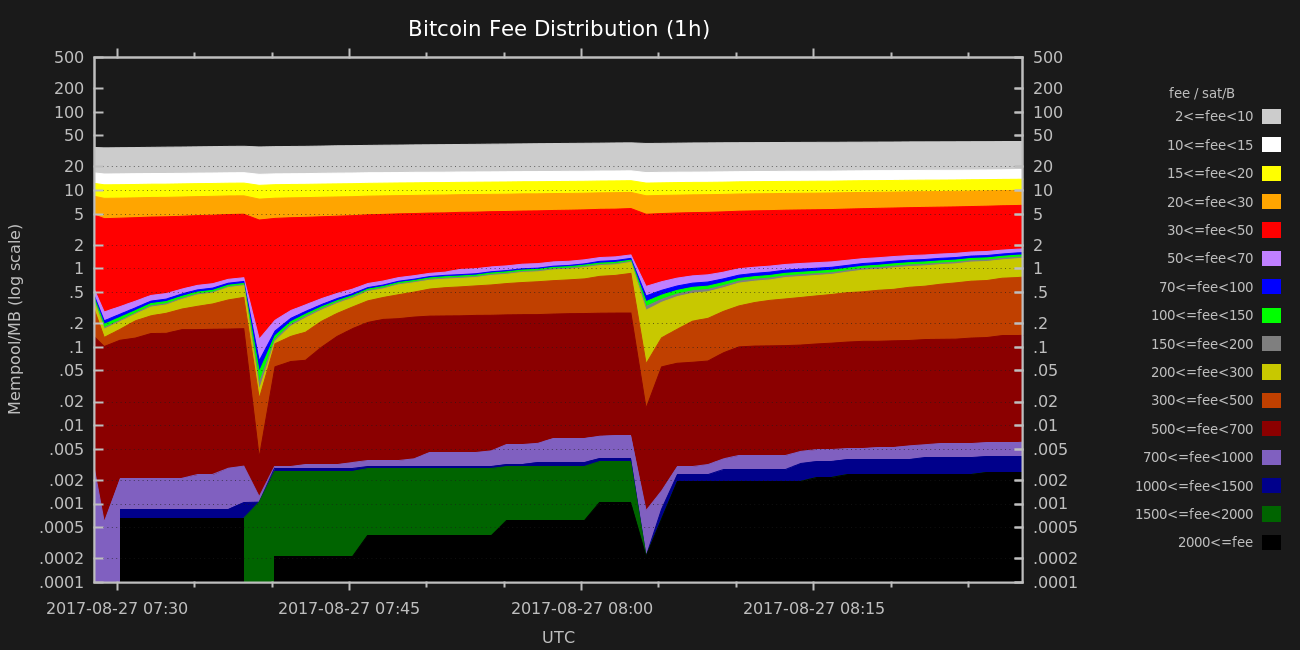 Bitcoin Fee Distribution (1h)
500
200
100
50
20
10
5
2
1
.5
.2
.1
.05
.02
.01
.005
.002
.001
.0005
.0002
.0001
Mempool/MB (log scale)
500
200
100
50
20
10
5
2
1
.5
.2
.1
.05
.02
.01
.005
.002
.001
.0005
.0002
.0001
fee / sat/B
2<=fee<10
10<=fee<15
15<=fee<20
20<=fee<30
30<=fee<50
50<=fee<70
70<=fee<100
100<=fee<150
150<=fee<200
200<=fee<300
300<=fee<500
500<=fee<700
700<=fee<1000
1000<=fee<1500
1500<=fee<2000
2000<=fee
2017-08-27 07:30 2017-08-27 07:45 2017-08-27 08:00 2017-08-27 08:15
UTC